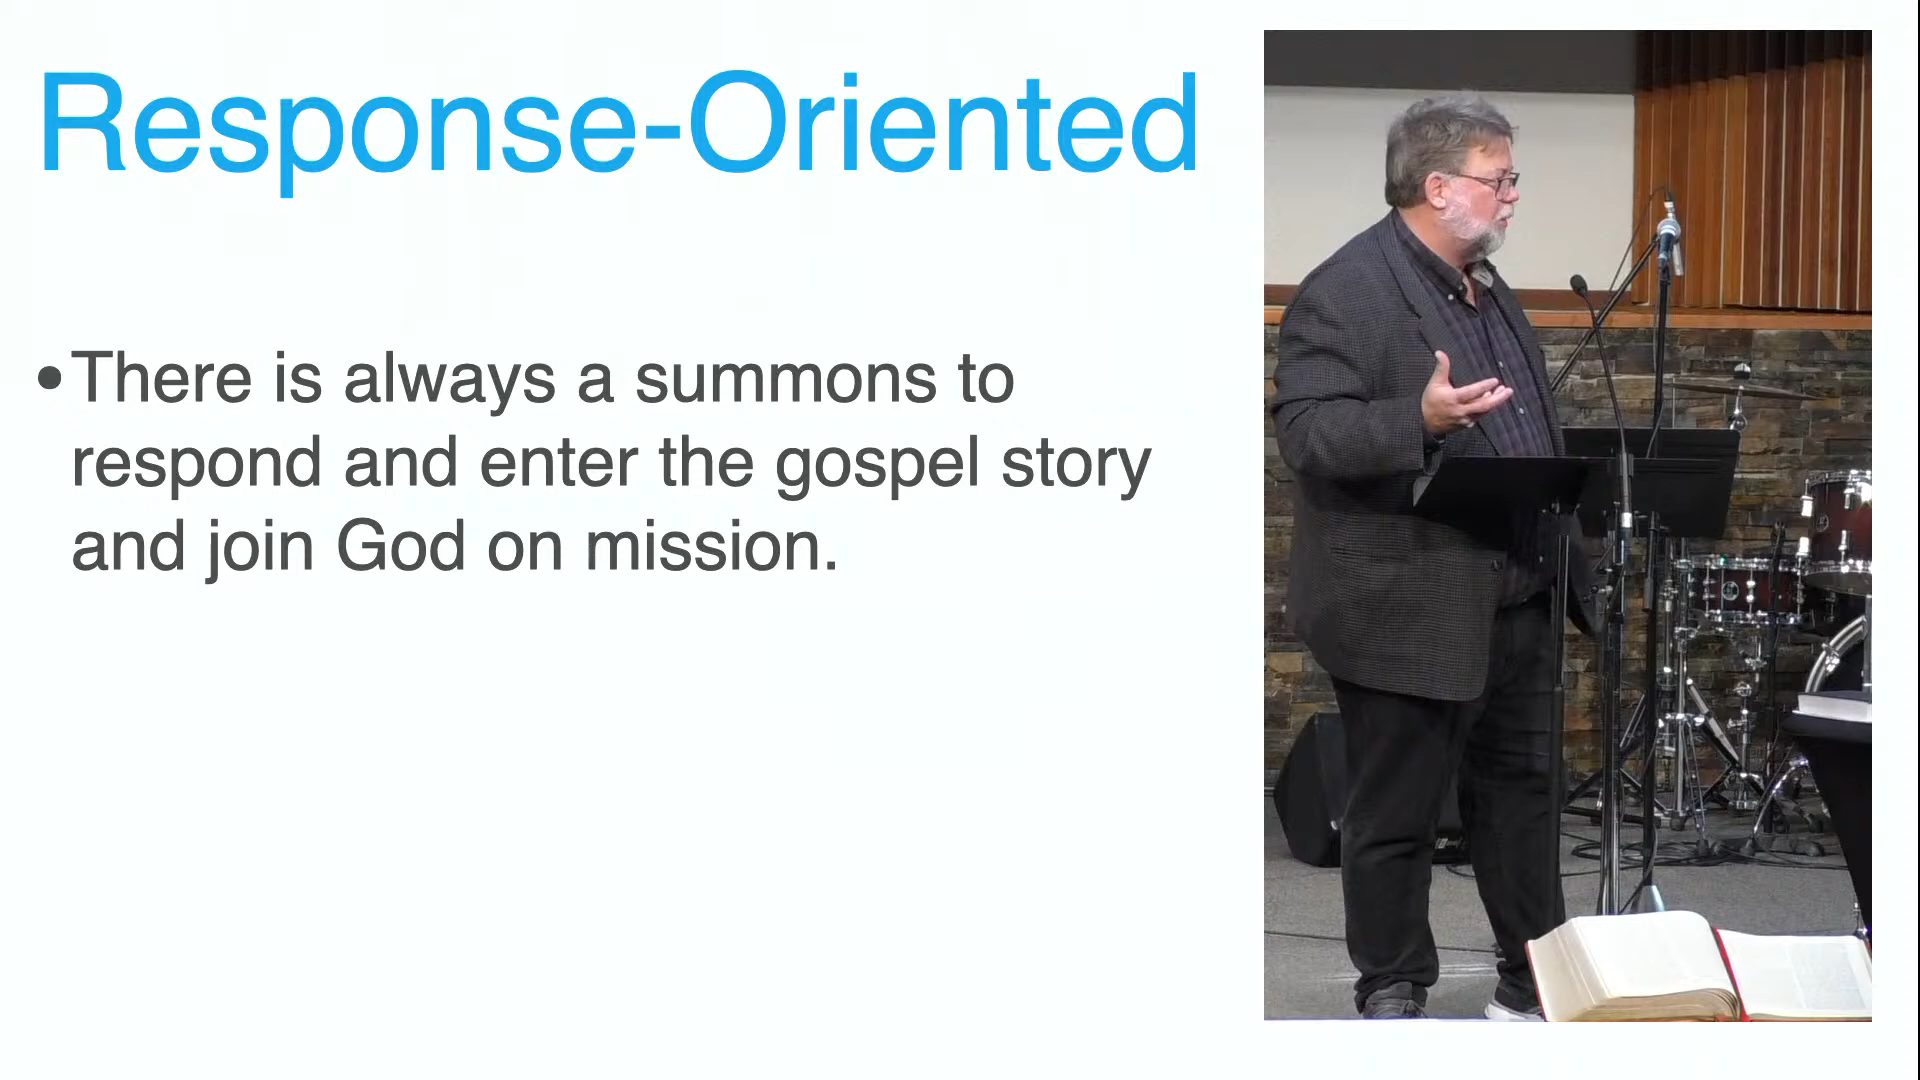 Response-Oriented
•There is always a summons to
respond and enter the gospel story
and join God on mission.